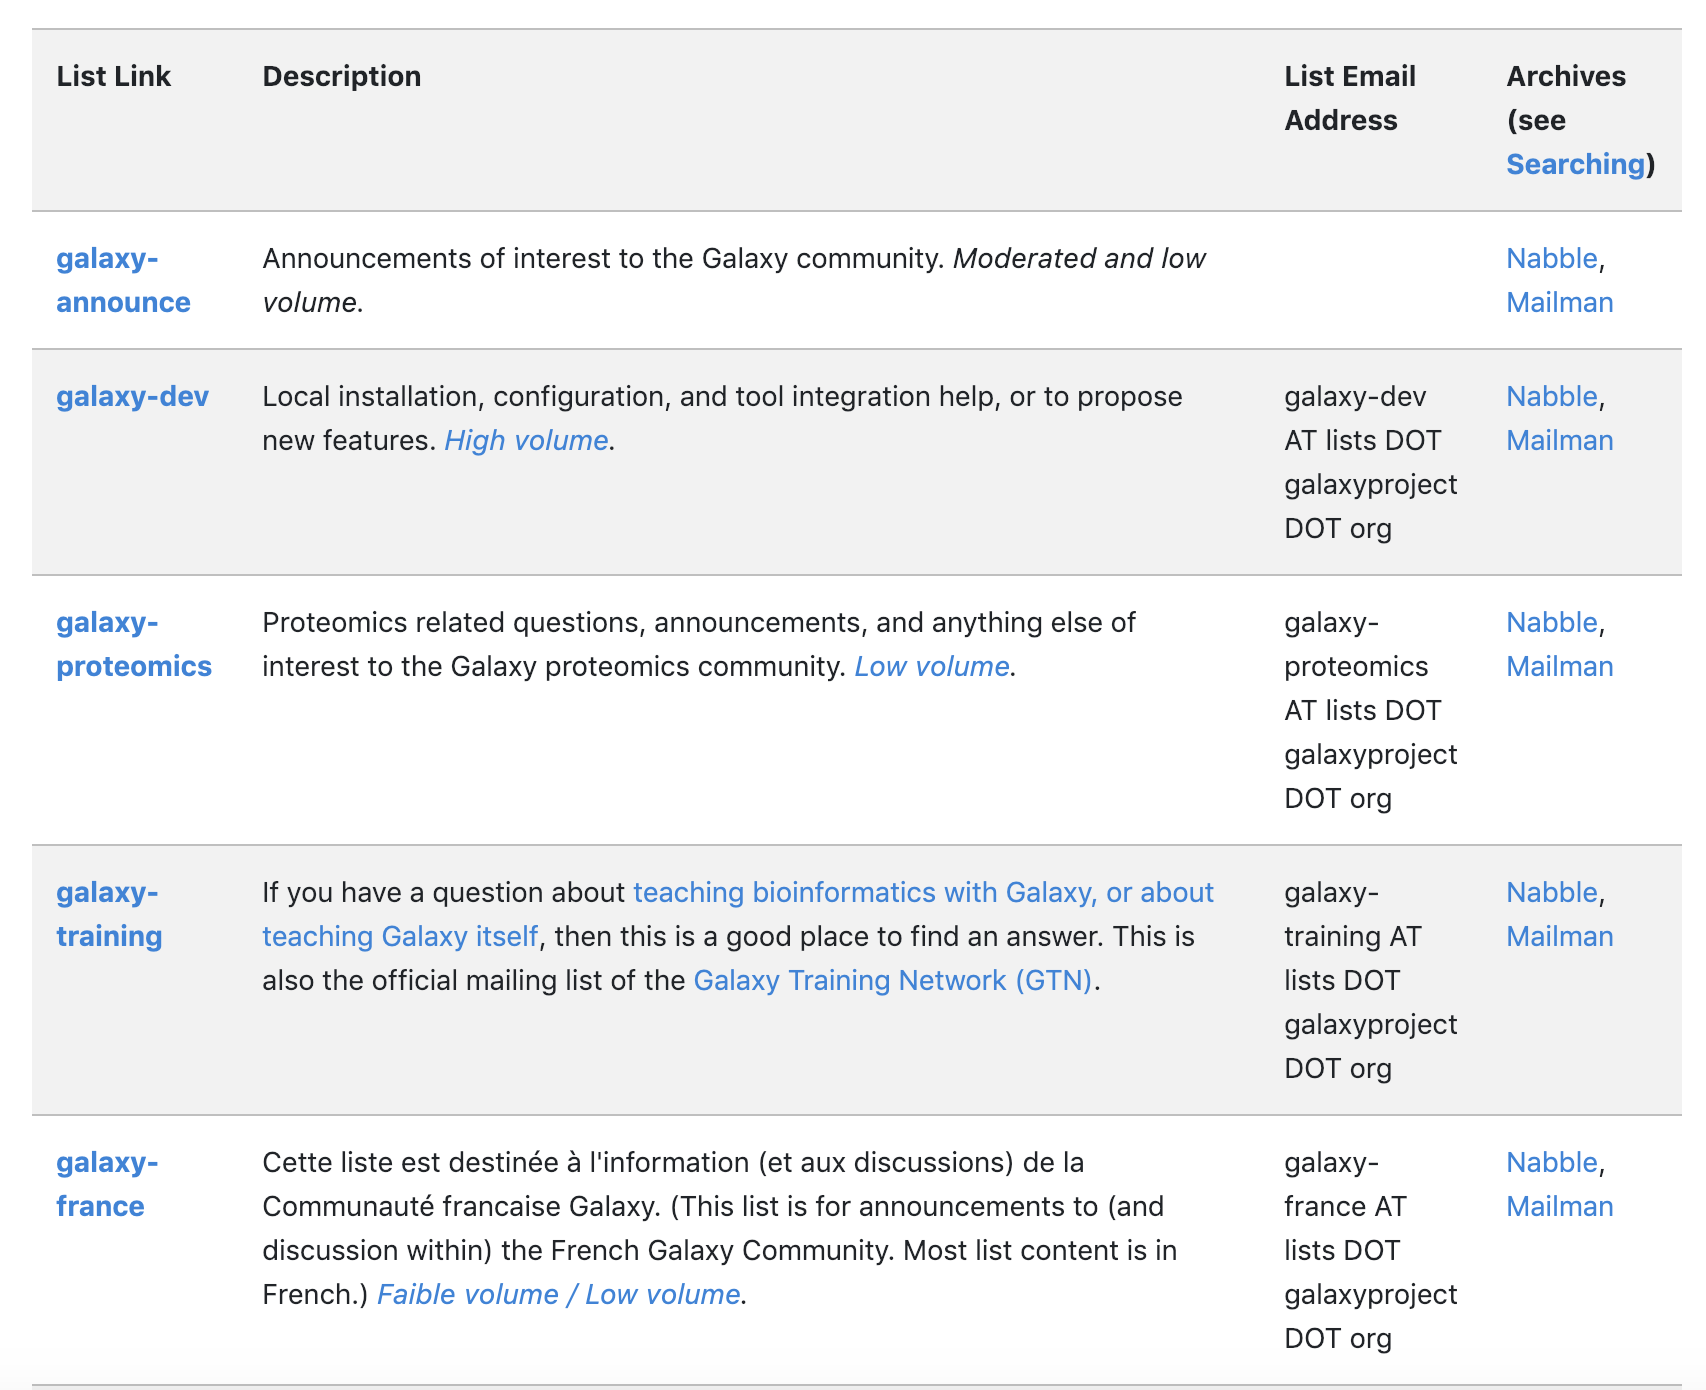 List Link
Description
List Email
Address
Archives
(see
Searching)
galaxy-
announce
Announcements of interest to the Galaxy community. Moderated and low
volume.
Nabble,
Mailman
galaxy-dev
Local installation, configuration, and tool integration help, or to propose
new features. High volume.
galaxy-dev
AT lists DOT
galaxyproject
DOT org
Nabble,
Mailman
galaxy-
proteomics
Proteomics related questions, announcements, and anything else of
interest to the Galaxy proteomics community. Low volume.
galaxy-
proteomics
AT lists DOT
galaxyproject
DOT org
Nabble,
Mailman
galaxy-
training
If you have a question about teaching bioinformatics with Galaxy, or about
teaching Galaxy itself, then this is a good place to find an answer. This is
also the official mailing list of the Galaxy Training Network (GTN).
galaxy-
training AT
lists DOT
galaxyproject
DOT org
Nabble,
Mailman
galaxy-
france
Cette liste est destinée à l'information (et aux discussions) de la
Communauté francaise Galaxy. (This list is for announcements to (and
discussion within) the French Galaxy Community. Most list content is in
French.) Faible volume / Low volume.
galaxy-
france AT
lists DOT
galaxyproject
DOT org
Nabble,
Mailman